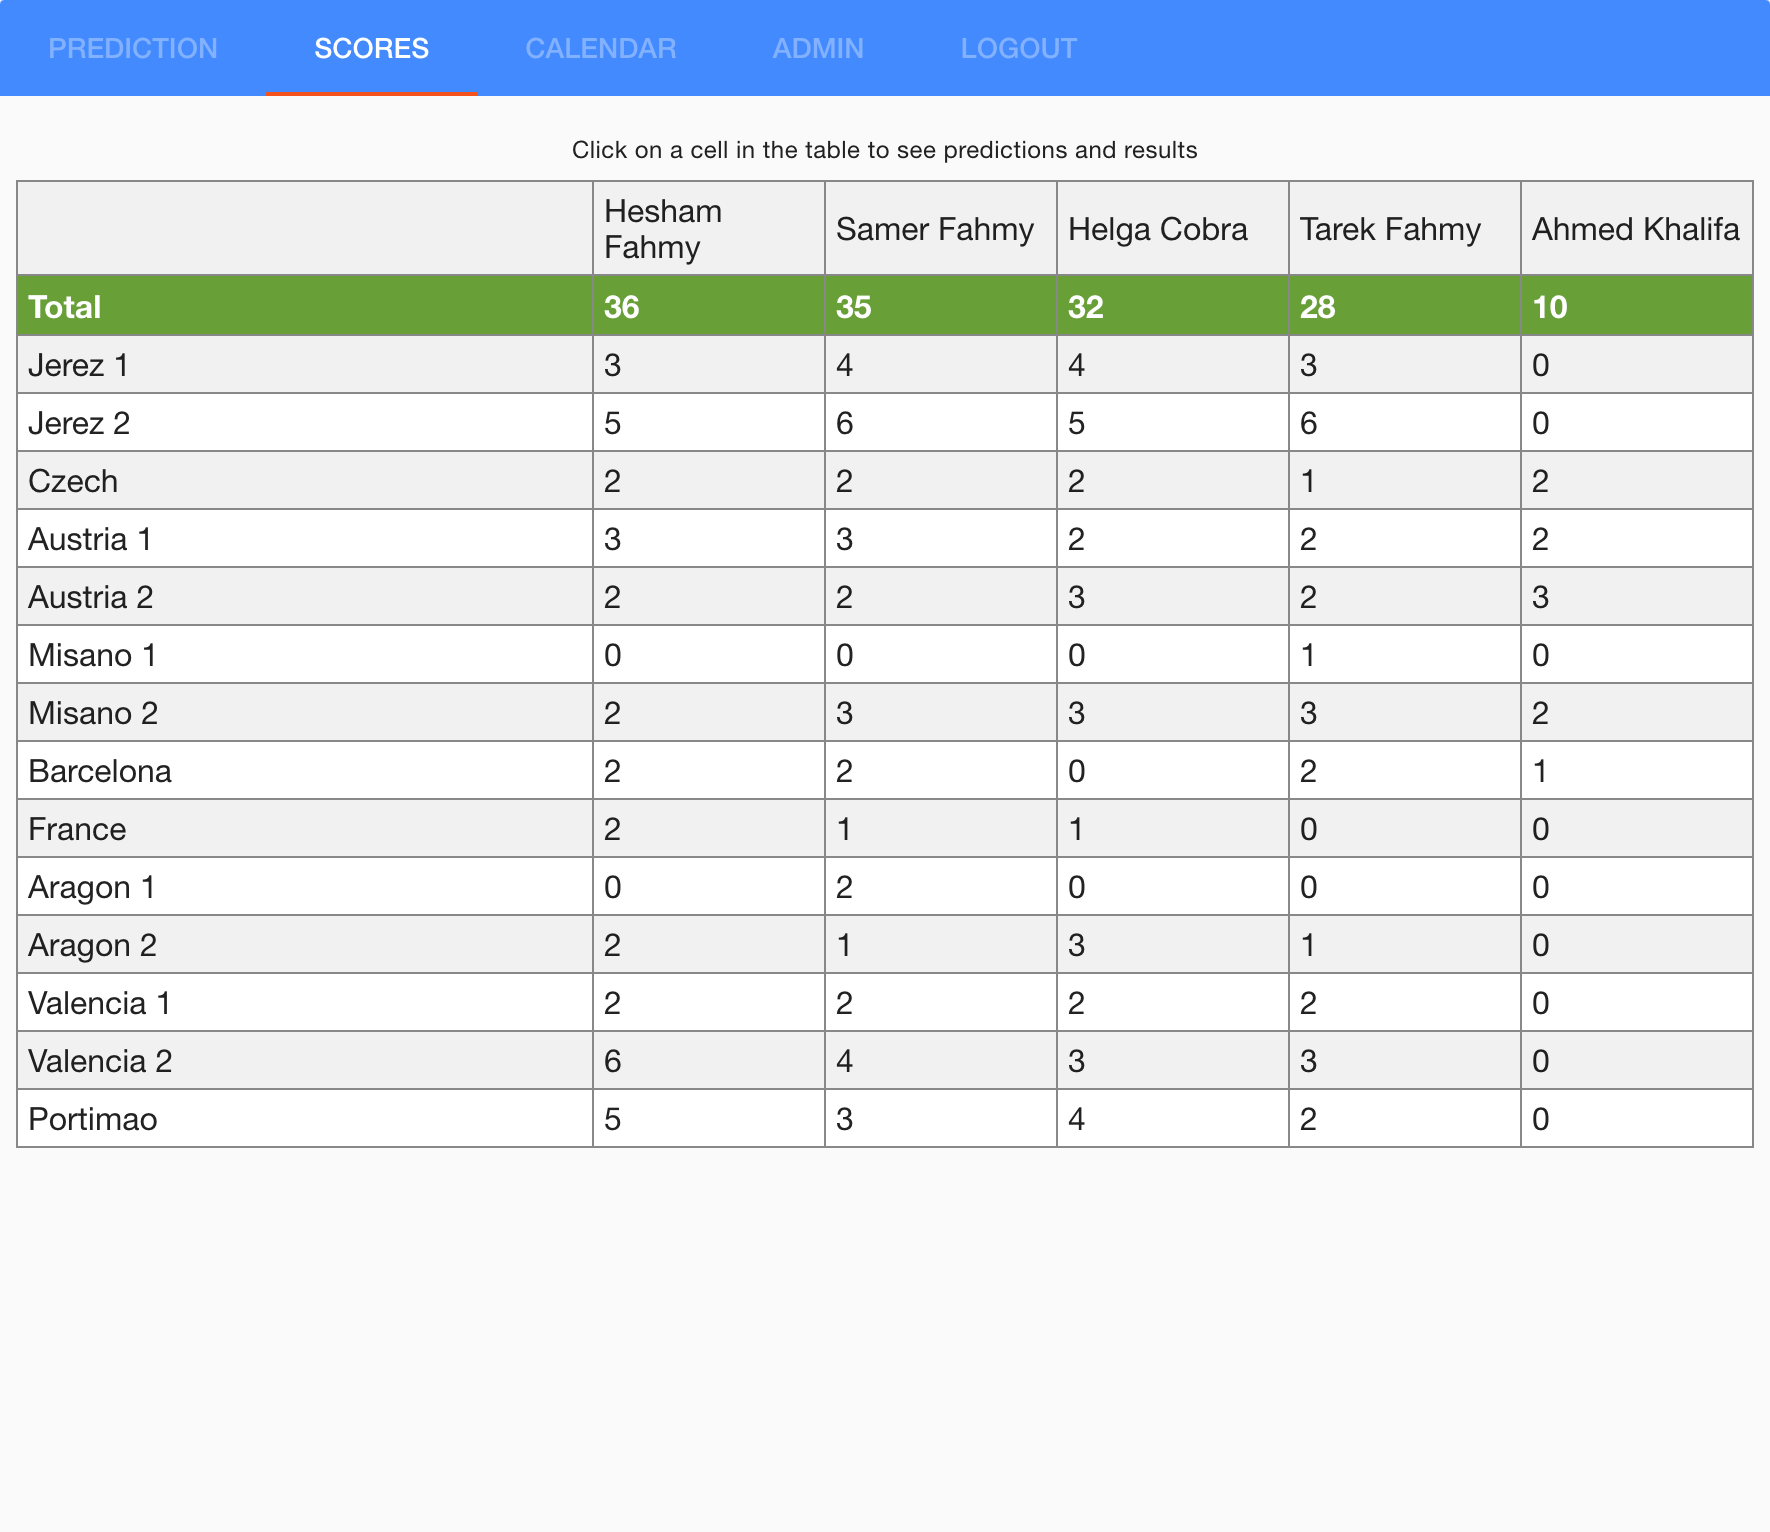 PREDICTION SCORES CALENDAR ADMIN LOGOUT
Click on a cell in the table to see predictions and results
Hesham Fahmy Samer Fahmy Helga Cobra Tarek Fahmy Ahmed Khalifa
Total 36 35 32 28 10
Jerez 1 3 4 4 3 0
Jerez 2 5 6 5 6 0
Czech 2 2 2 1 2
Austria 1 3 3 2 2 2
Austria 2 2 2 3 2 3
Misano 1 0 0 0 1 0
Misano 2 2 3 3 3 2
Barcelona 2 2 0 2 1
France 2 1 1 0 0
Aragon 1 0 2 0 0 0
Aragon 2 2 1 3 1 0
Valencia 1 2 2 2 2 0
Valencia 2 6 4 3 3 0
Portimao 5 3 4 2 0